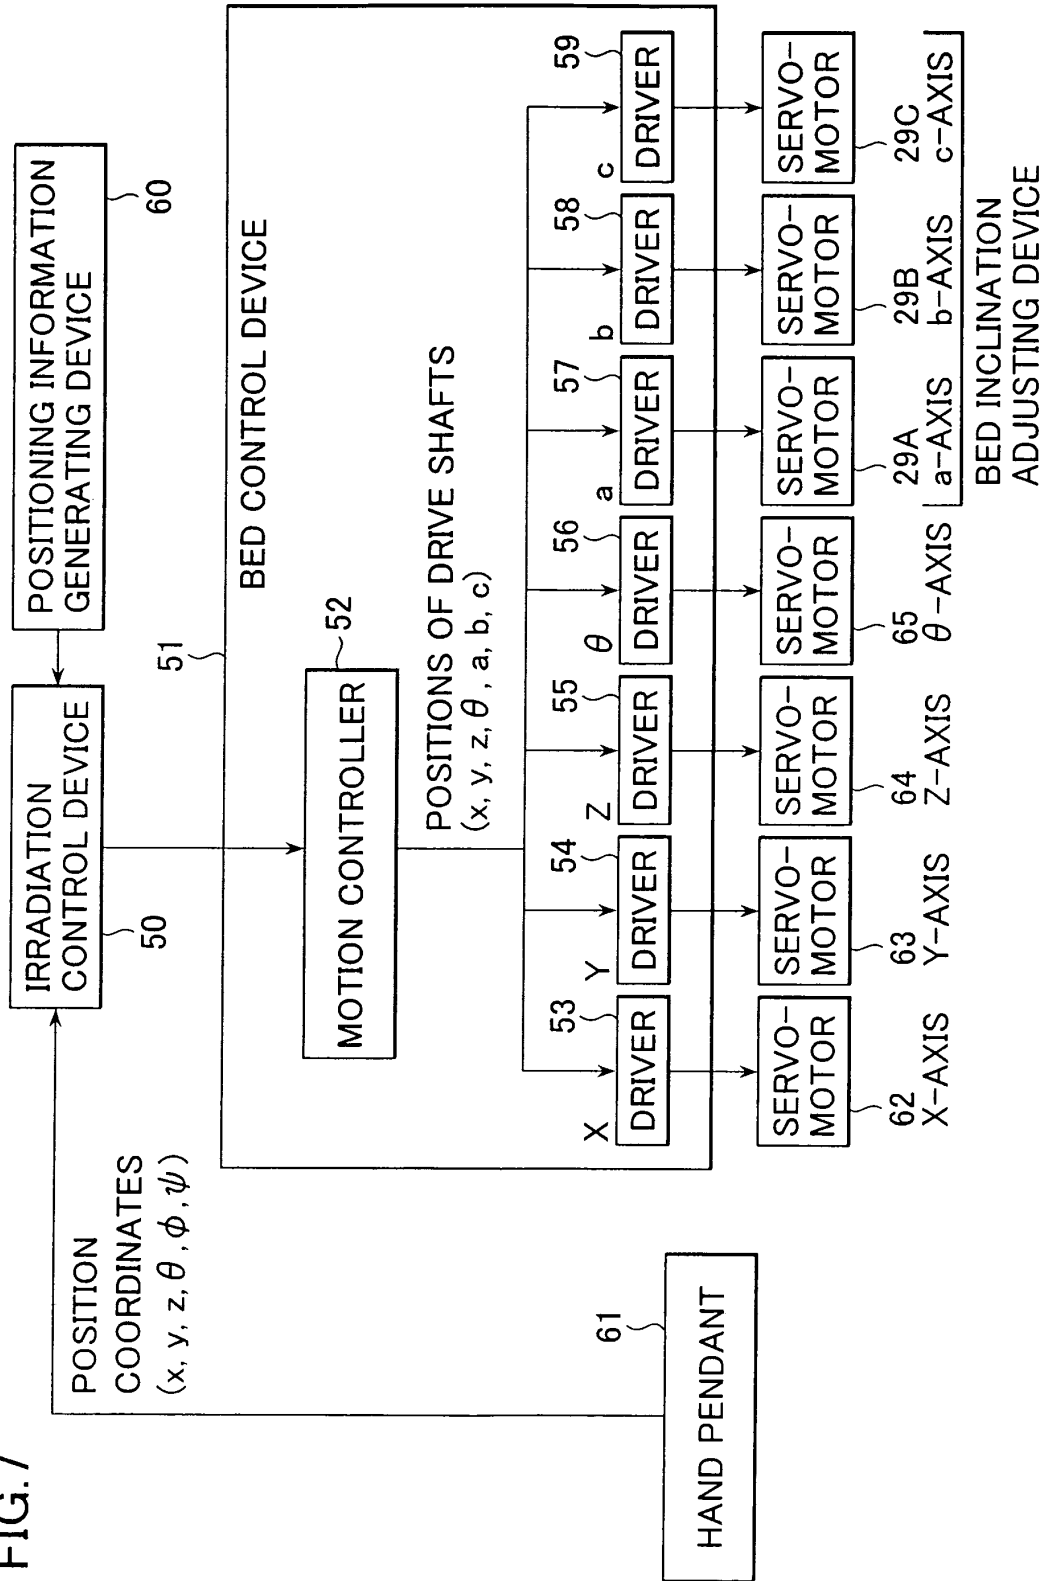 FIG. 7
POSITIONING INFORMATION
GENERATING DEVICE
60
IRRADIATION
CONTROL DEVICE
50
POSITION
COORDINATES
(x, y, z, θ, ϕ, ψ)
51
BED CONTROL DEVICE
MOTION CONTROLLER
52
POSITIONS OF DRIVE SHAFTS
(x, y, z, θ, a, b, c)
X
53
DRIVER
Y
54
DRIVER
Z
55
DRIVER
θ
56
DRIVER
a
57
DRIVER
b
58
DRIVER
c
59
DRIVER
61
HAND PENDANT
SERVO-
MOTOR
62
X-AXIS
SERVO-
MOTOR
63
Y-AXIS
SERVO-
MOTOR
64
Z-AXIS
SERVO-
MOTOR
65
θ-AXIS
SERVO-
MOTOR
29A
a-AXIS
SERVO-
MOTOR
29B
b-AXIS
SERVO-
MOTOR
29C
c-AXIS
BED INCLINATION
ADJUSTING DEVICE